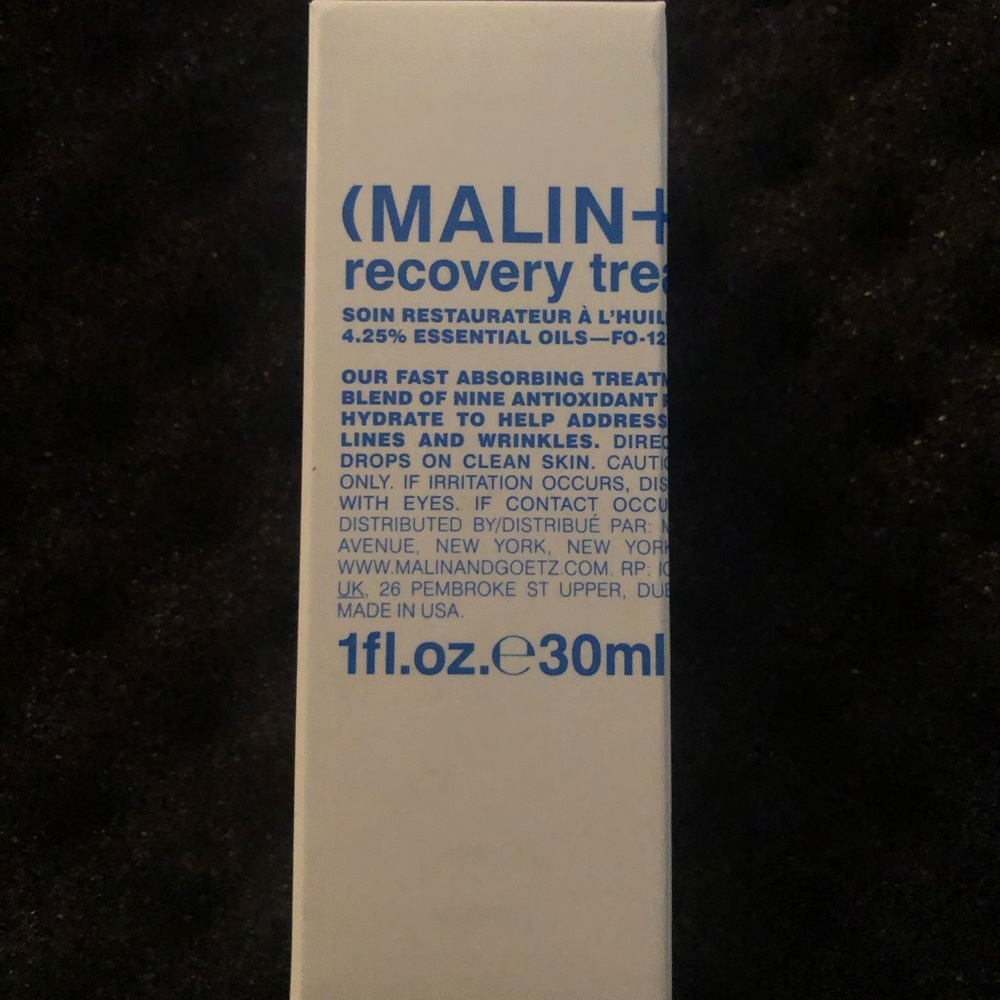 (MALIN+
recovery trea
SOIN RESTAURATEUR À L'HUIL
4.25% ESSENTIAL OILS—FO-12
OUR FAST ABSORBING TREATM
BLEND OF NINE ANTIOXIDANT
HYDRATE TO HELP ADDRESS
LINES AND WRINKLES. DIREC
DROPS ON CLEAN SKIN. CAUTIO
ONLY. IF IRRITATION OCCURS, DIS
WITH EYES. IF CONTACT OCCU
DISTRIBUTED BY/DISTRIBUÉ PAR: M
AVENUE, NEW YORK, NEW YORK
WWW.MALINANDGOETZ.COM. RP: IO
UK, 26 PEMBROKE ST UPPER, DUB
MADE IN USA.
1fl.oz.℮30ml